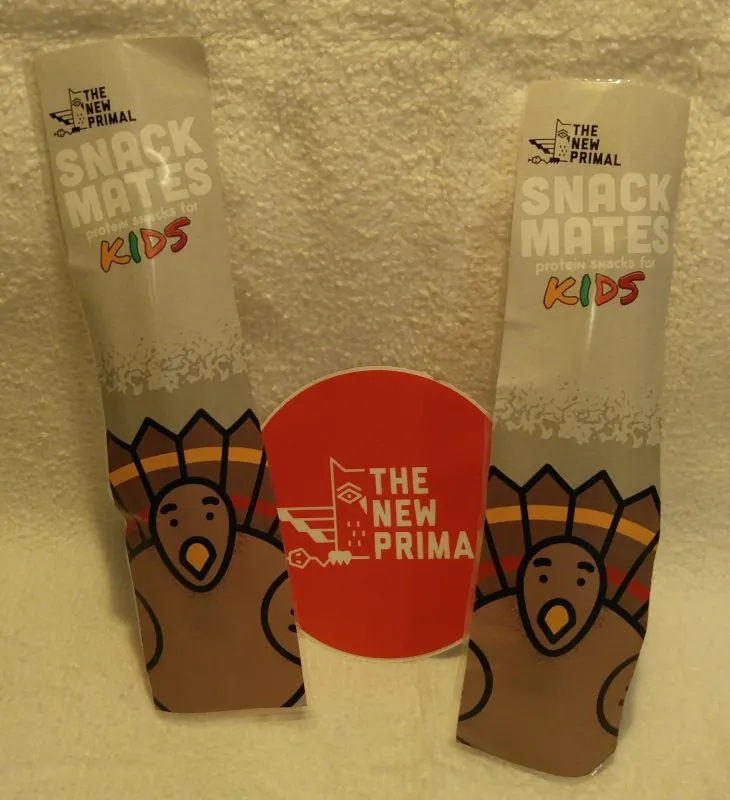 THE
NEW
PRIMAL
SNACK
MATES
protein snacks for
KIDS
THE
NEW
PRIMAL
SNACK
MATES
protein snacks for
KIDS
THE
NEW
PRIMA